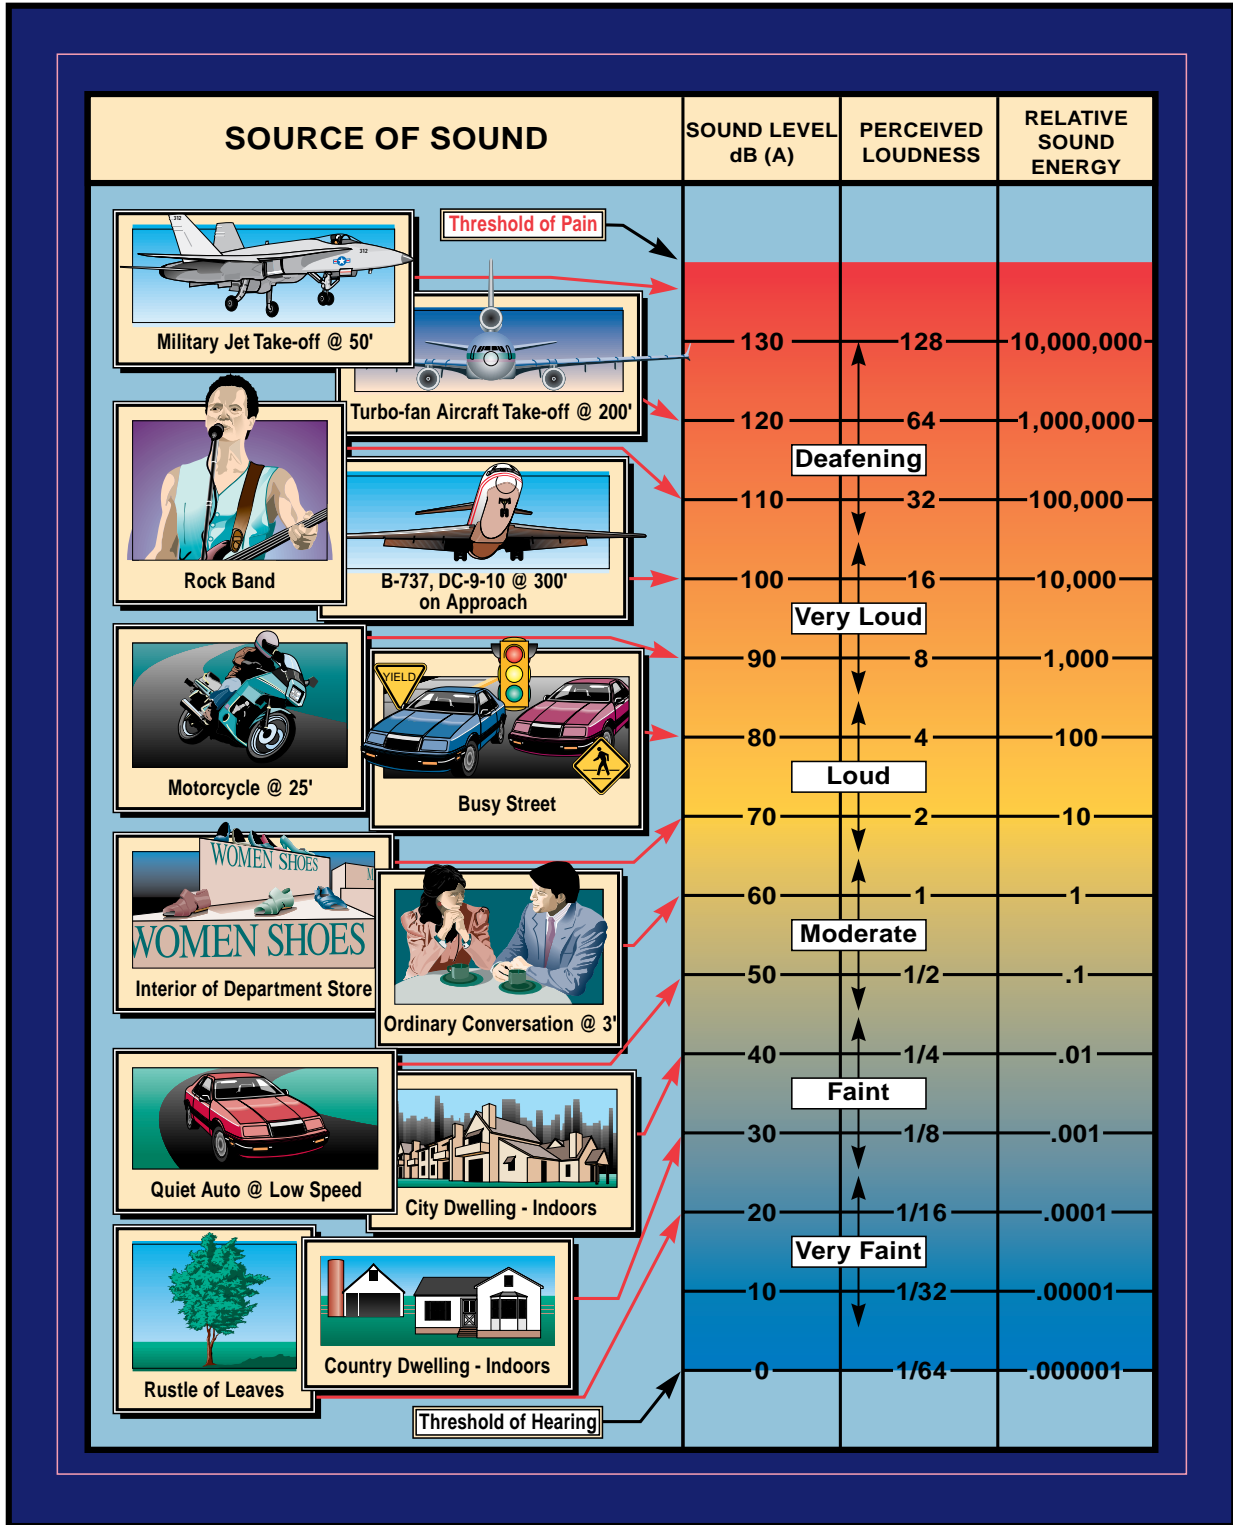 SOURCE OF SOUND
SOUND LEVEL
dB (A)
PERCEIVED
LOUDNESS
RELATIVE
SOUND
ENERGY
Threshold of Pain
312
312
Military Jet Take-off @ 50'
Turbo-fan Aircraft Take-off @ 200'
Rock Band
B-737, DC-9-10 @ 300'
on Approach
Motorcycle @ 25'
YIELD
Busy Street
WOMEN SHOES
M
WOMEN SHOES
Interior of Department Store
Ordinary Conversation @ 3'
Quiet Auto @ Low Speed
City Dwelling - Indoors
Rustle of Leaves
Country Dwelling - Indoors
Threshold of Hearing
130 128 10,000,000
120 64 1,000,000
Deafening
110 32 100,000
100 16 10,000
Very Loud
90 8 1,000
80 4 100
Loud
70 2 10
60 1 1
Moderate
50 1/2 .1
40 1/4 .01
Faint
30 1/8 .001
20 1/16 .0001
Very Faint
10 1/32 .00001
0 1/64 .000001